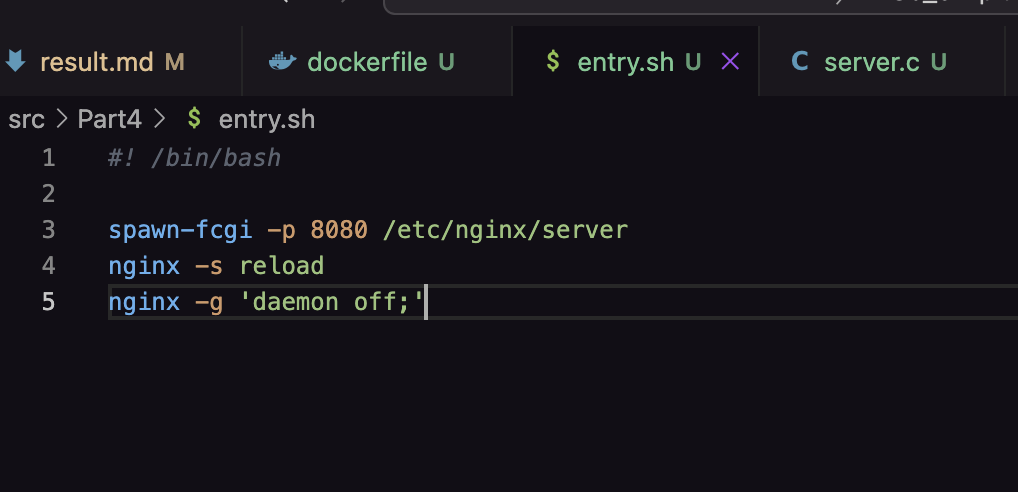 result.md M dockerfile U $ entry.sh U server.c U
src > Part4 > $ entry.sh
1 #! /bin/bash
2
3 spawn-fcgi -p 8080 /etc/nginx/server
4 nginx -s reload
5 nginx -g 'daemon off;'